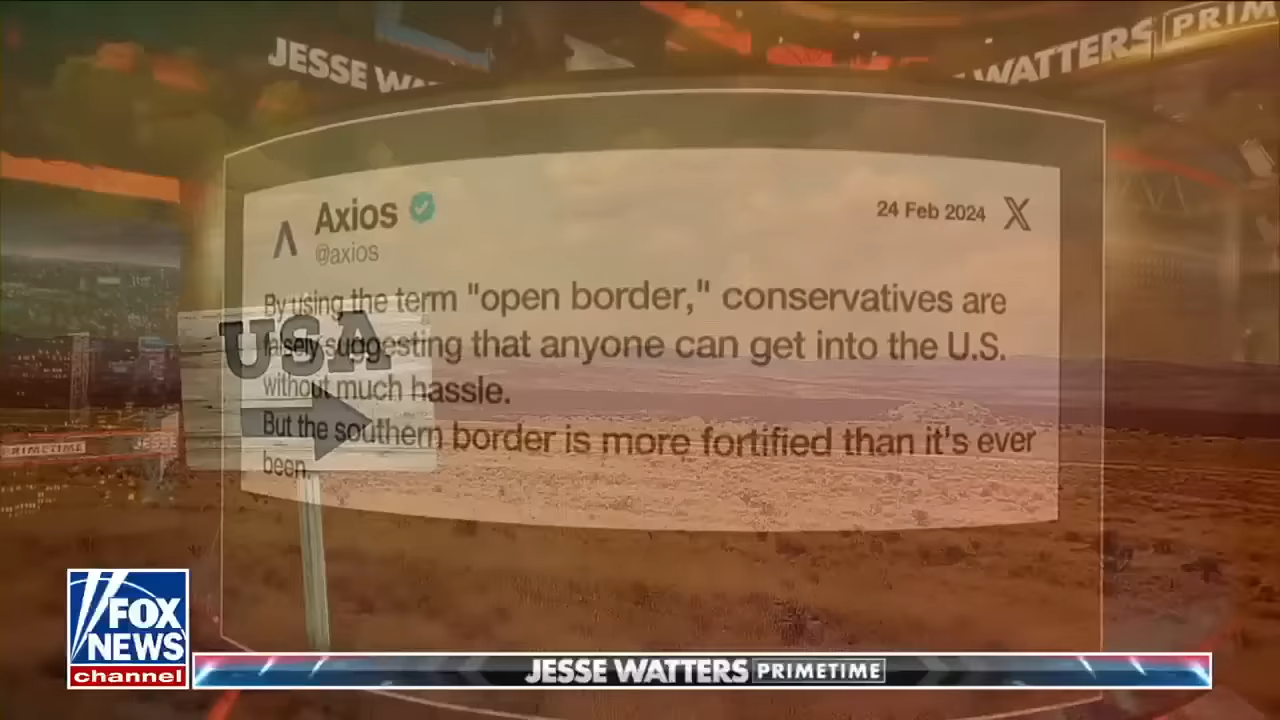 JESSE WA
WATTERS PRIM
Axios
24 Feb 2024 X
@axios
By using the term "open border," conservatives are
falsely suggesting that anyone can get into the U.S.
without much hassle.
But the southern border is more fortified than it's ever
been.
USA
PRIMETIME JESSE
FOX
NEWS
channel
JESSE WATTERS PRIMETIME